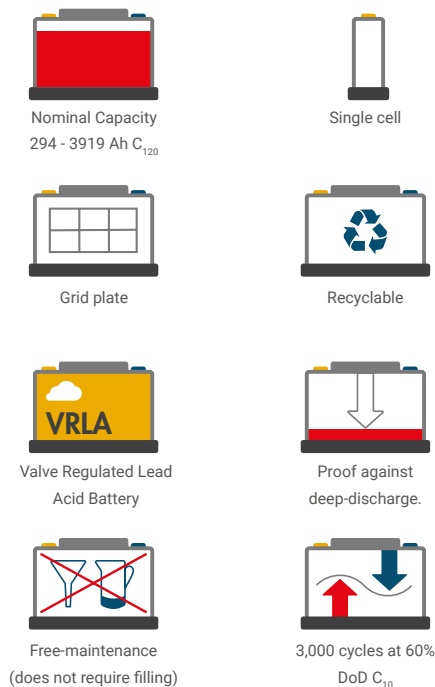 Nominal Capacity
294 - 3919 Ah C120
Single cell
Grid plate
Recyclable
VRLA
Valve Regulated Lead
Acid Battery
Proof against
deep-discharge.
Free-maintenance
(does not require filling)
3,000 cycles at 60%
DoD C10